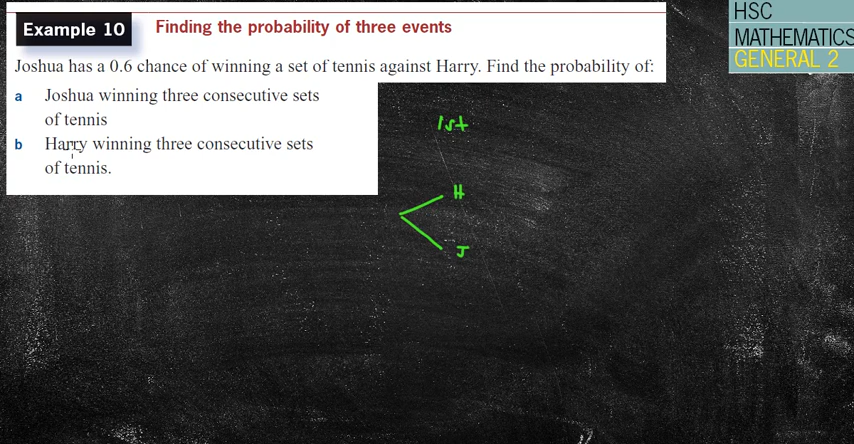 Example 10 Finding the probability of three events
Joshua has a 0.6 chance of winning a set of tennis against Harry. Find the probability of:
a Joshua winning three consecutive sets
of tennis
b Harry winning three consecutive sets
of tennis.
HSC
MATHEMATICS
GENERAL 2
1st
H
J